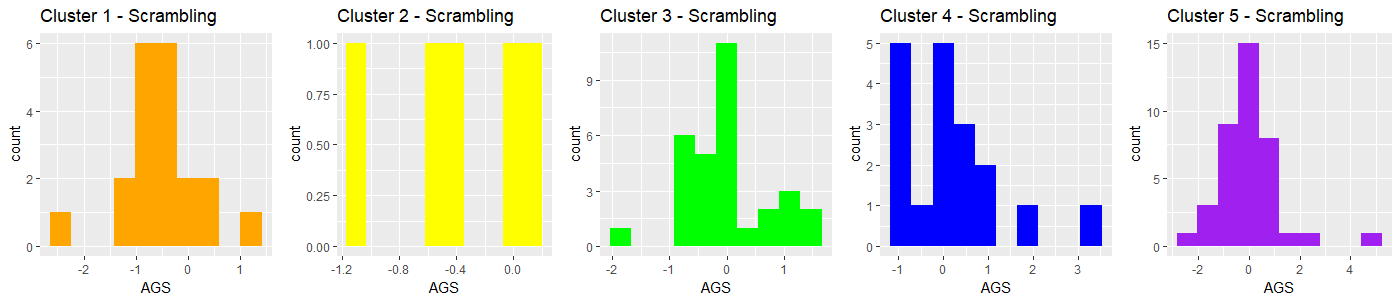 Cluster 1 - Scrambling
6
4
2
0
count
-2
-1
0
1
AGS
Cluster 2 - Scrambling
1.00
0.75
0.50
0.25
0.00
count
-1.2
-0.8
-0.4
0.0
AGS
Cluster 3 - Scrambling
9
6
3
0
count
-2
-1
0
1
AGS
Cluster 4 - Scrambling
5
4
3
2
1
0
count
-1
0
1
2
3
AGS
Cluster 5 - Scrambling
15
10
5
0
count
-2
0
2
4
AGS